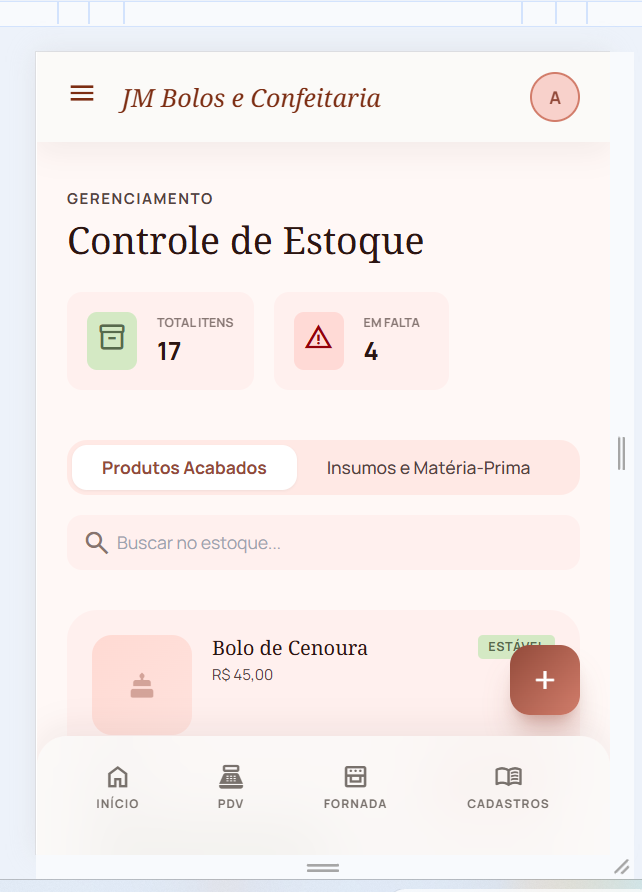 JM Bolos e Confeitaria
A
GERENCIAMENTO
Controle de Estoque
TOTAL ITENS
17
EM FALTA
4
Produtos Acabados
Insumos e Matéria-Prima
Buscar no estoque...
Bolo de Cenoura
ESTÁVEL
R$ 45,00
INÍCIO
PDV
FORNADA
CADASTROS